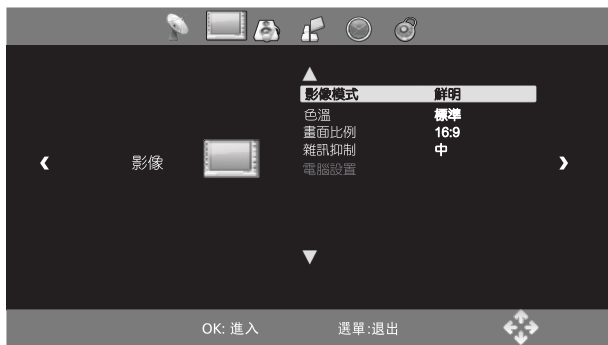 影像模式 鮮明
色溫 標準
畫面比例 16:9
影像
雜訊抑制 中
電腦設置
OK: 進入 選單:退出